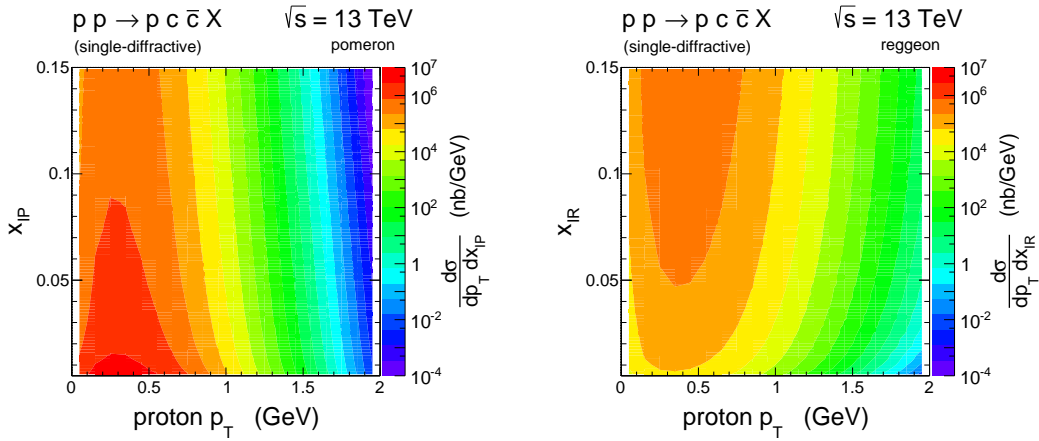 p p → p c c̅ X √s = 13 TeV
(single-diffractive) pomeron
0.15
0.1
0.05
x_IP
0 0.5 1 1.5 2
proton p_T (GeV)
10^7
10^6
10^4
10^2
1
10^-2
10^-4
dσ/dp_T dx_IP (nb/GeV)
p p → p c c̅ X √s = 13 TeV
(single-diffractive) reggeon
0.15
0.1
0.05
x_IR
0 0.5 1 1.5 2
proton p_T (GeV)
10^7
10^6
10^4
10^2
1
10^-2
10^-4
dσ/dp_T dx_IR (nb/GeV)